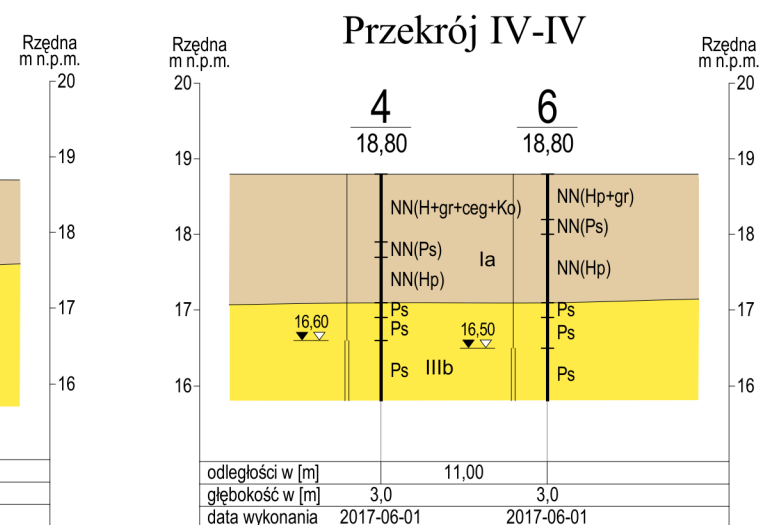 Przekrój IV-IV
Rzędna
m n.p.m.
20
19
18
17
16
Rzędna
m n.p.m.
20
19
18
17
16
4
18,80
6
18,80
Rzędna
m n.p.m.
20
19
18
17
16
NN(H+gr+ceg+Ko)
NN(Ps)
NN(Hp)
Ia
NN(Hp+gr)
NN(Ps)
NN(Hp)
Ps
Ps
Ps
16,60
16,50
IIIb
Ps
Ps
Ps
odległości w [m] 11,00
głębokość w [m] 3,0 3,0
data wykonania 2017-06-01 2017-06-01